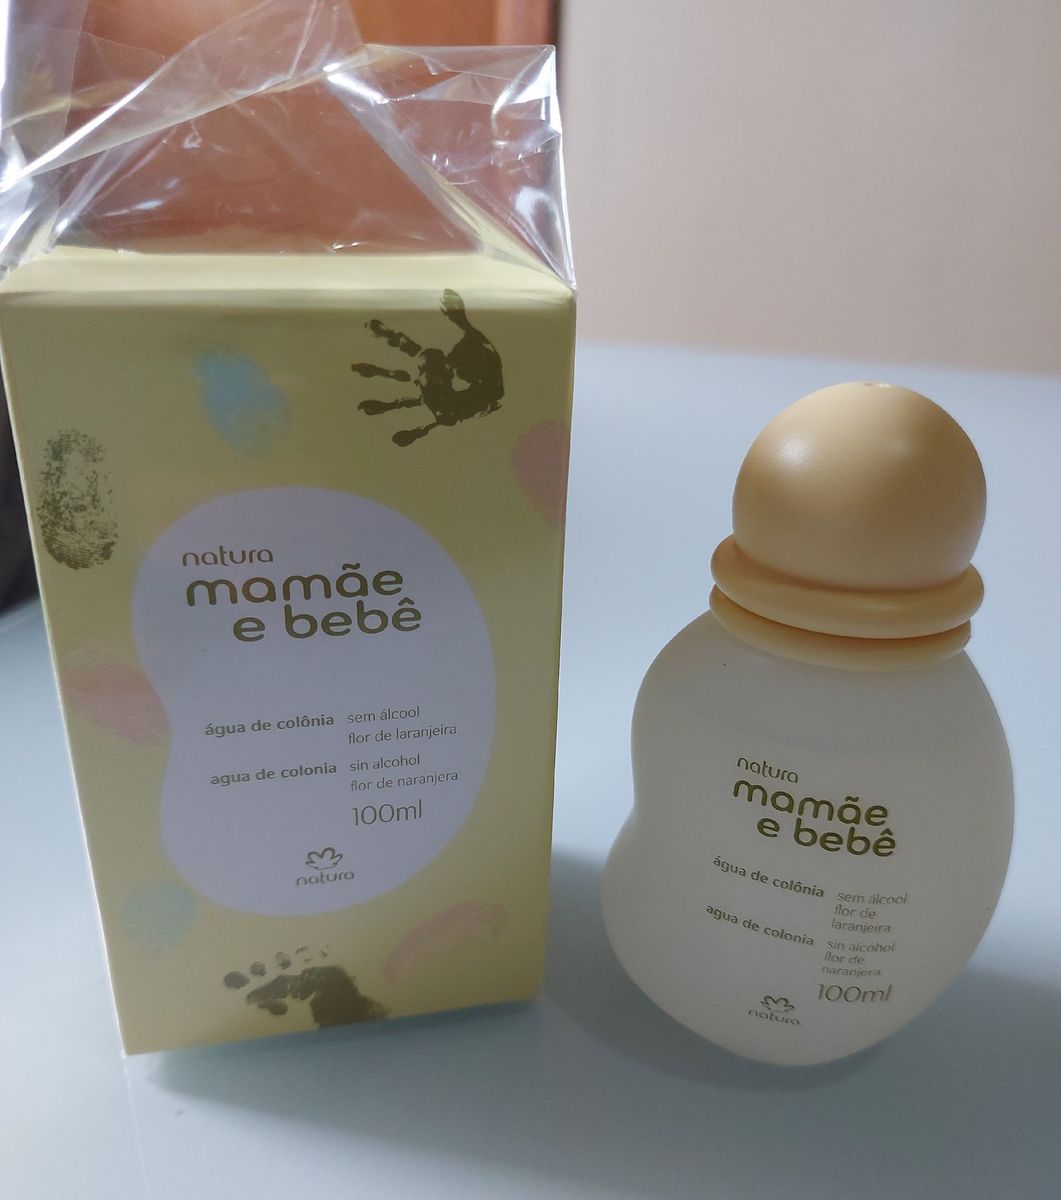 natura
mamãe
e bebê
água de colônia sem álcool
flor de laranjeira
agua de colonia sin alcohol
flor de naranjera
100ml
natura
natura
mamãe
e bebê
água de colônia sem álcool
flor de
laranjeira
agua de colonia sin alcohol
flor de
naranjera
100ml
natura